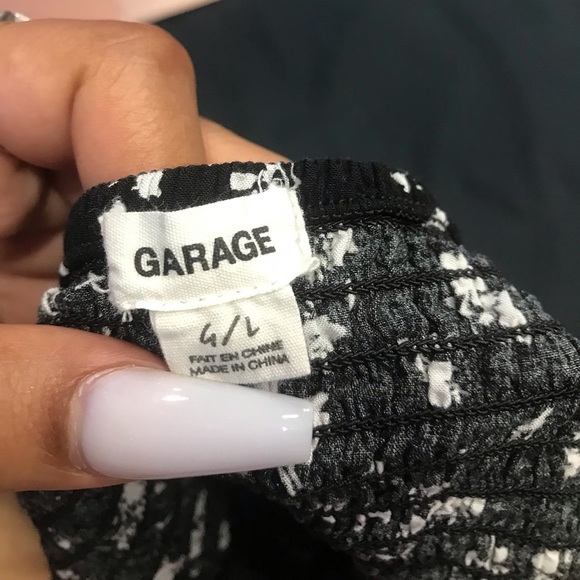 GARAGE
G/L
FAIT EN CHINE
MADE IN CHINA